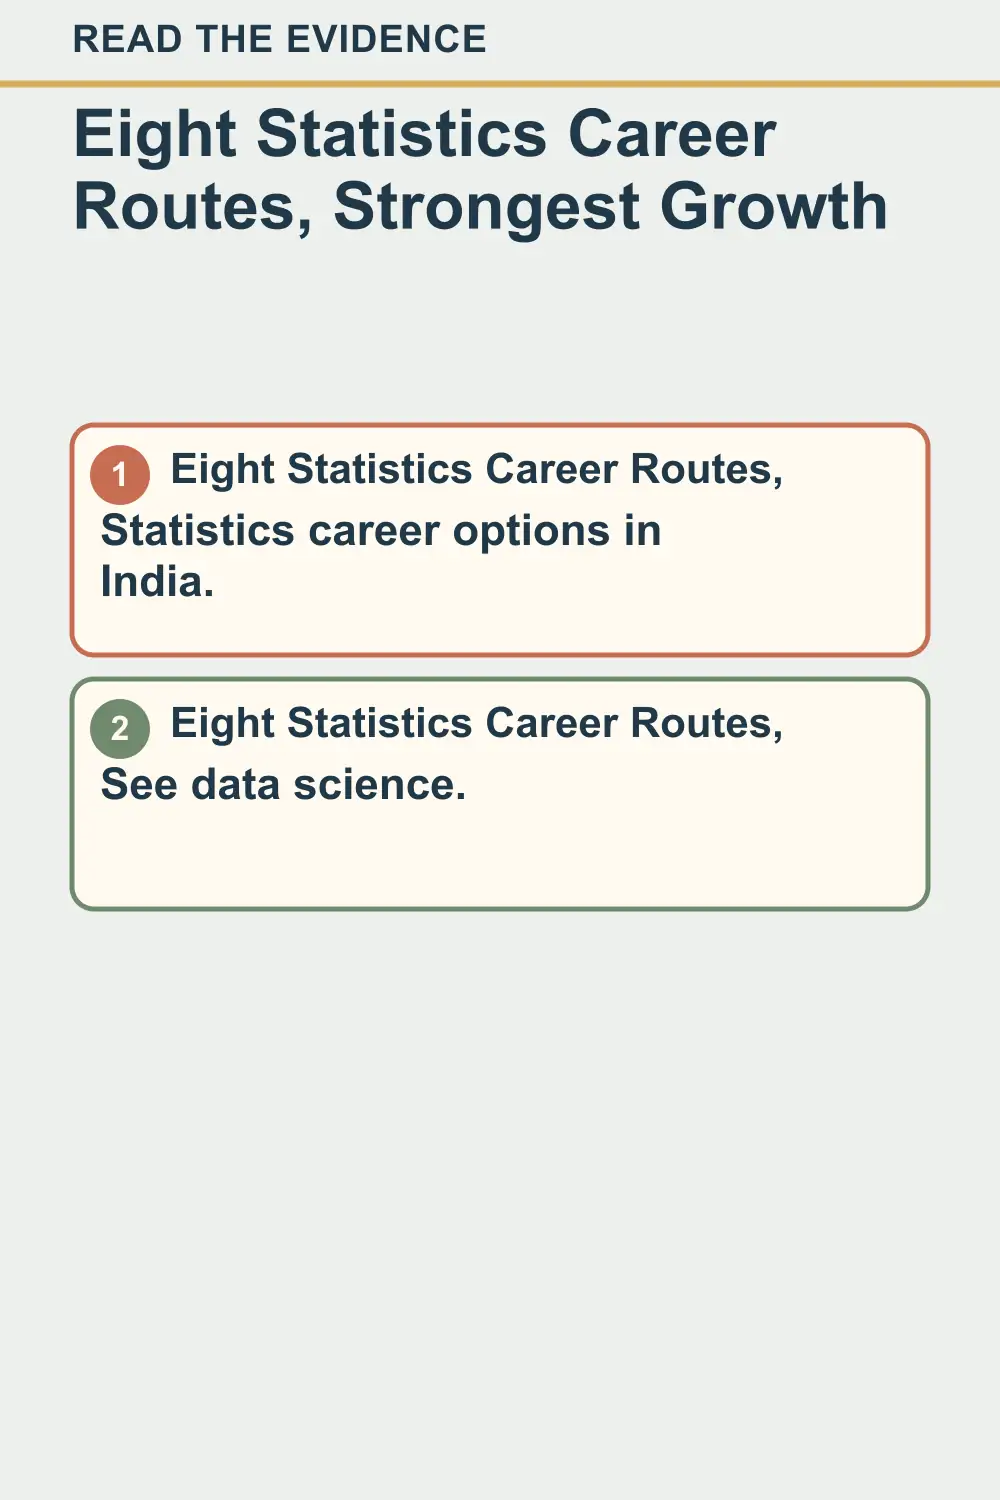 READ THE EVIDENCE
Eight Statistics Career
Routes, Strongest Growth
1 Eight Statistics Career Routes,
Statistics career options in
India.
2 Eight Statistics Career Routes,
See data science.